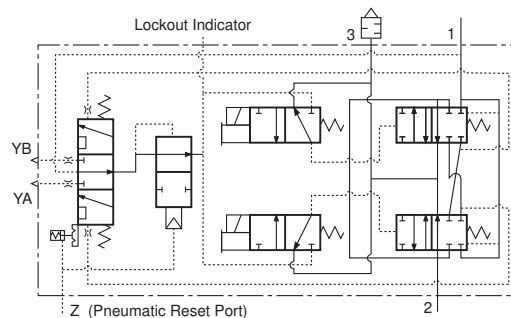 Lockout Indicator
3
1
YB
YA
2
Z (Pneumatic Reset Port)